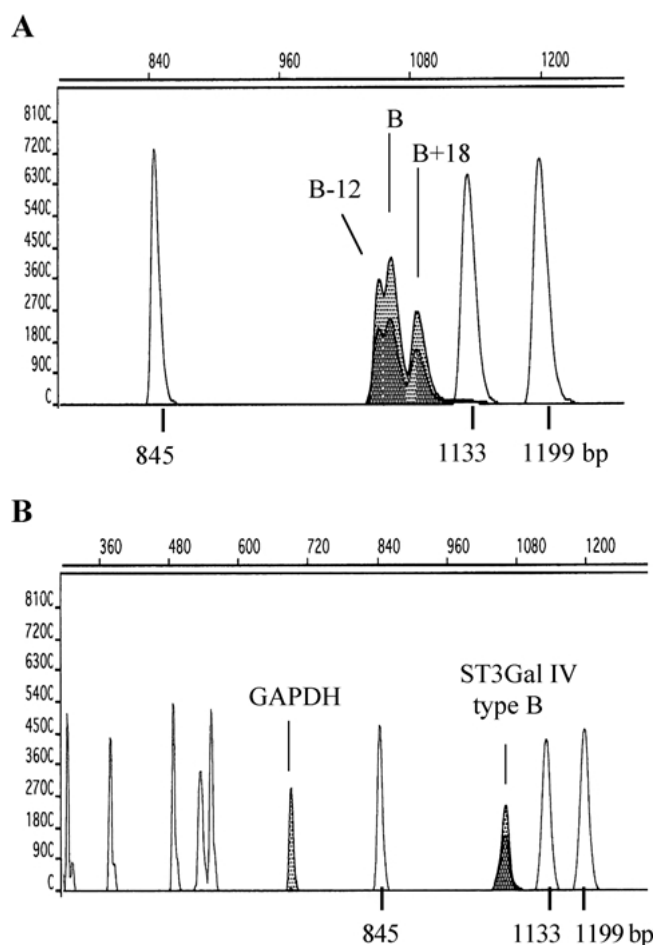 A
840 960 1080 1200
810C
720C
630C
540C
450C
360C
270C
180C
90C
C
B
B+18
B-12
845 1133 1199 bp
B
360 480 600 720 840 960 1080 1200
810C
720C
630C
540C
450C
360C
270C
180C
90C
C
GAPDH
ST3Gal IV
type B
845 1133 1199 bp